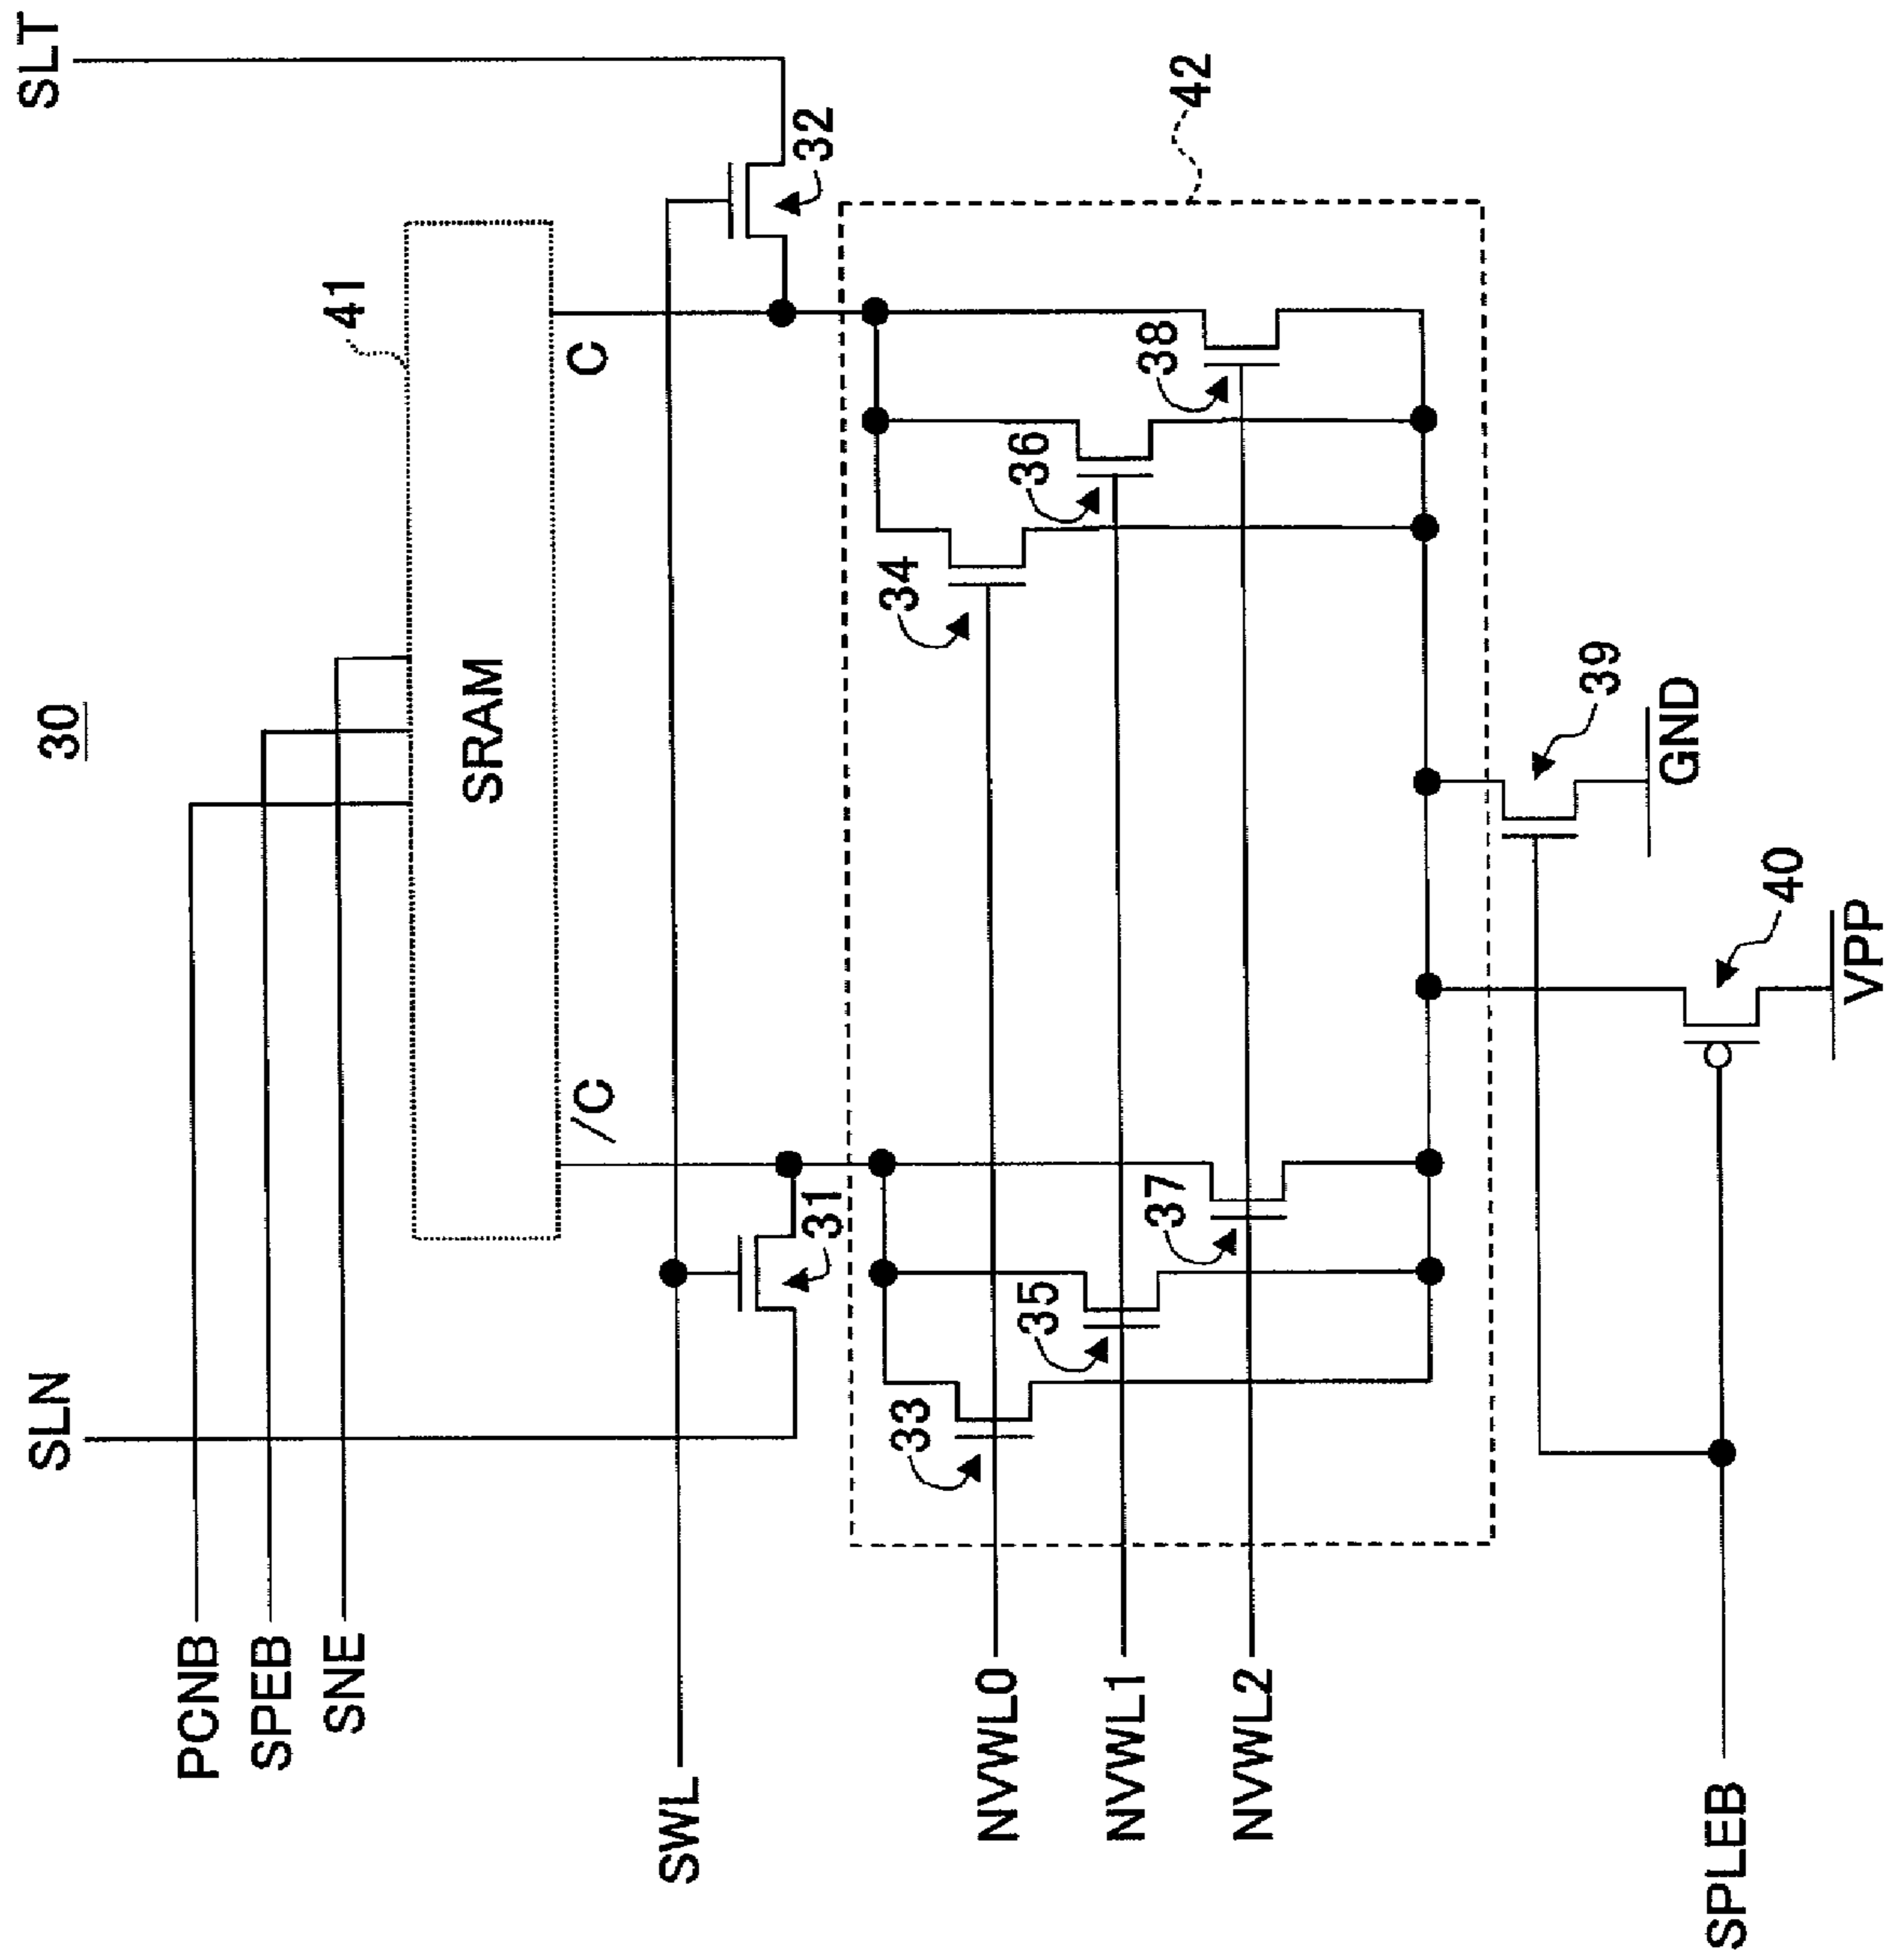 30
SLN
SLT
PCNB
SPEB
SNE
41
SRAM
/C
C
SWL
31
32
42
NVWL0
NVWL1
NVWL2
33
34
35
36
37
38
39
GND
40
VPP
SPLEB